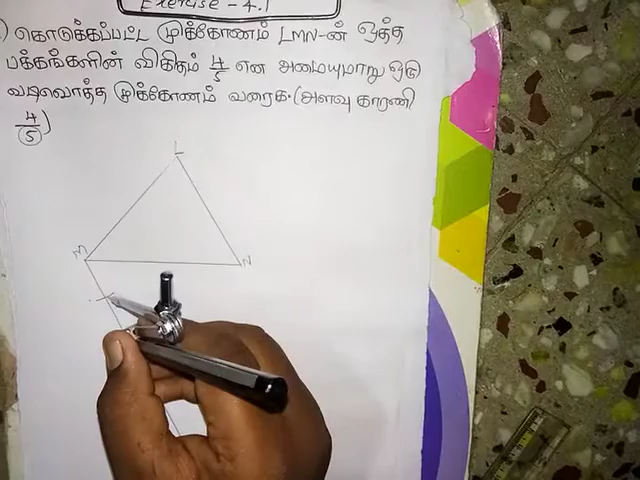 Exercise - 4.1
) கொடுக்கப்பட்ட முக்கோணம் LMN-ன் ஒத்த
பக்கங்களின் விகிதம் 4/5 என அமையுமாறு ஒரு
வடிவொத்த முக்கோணம் வரைக.(அளவு காரணி
4/5)
L
M
N